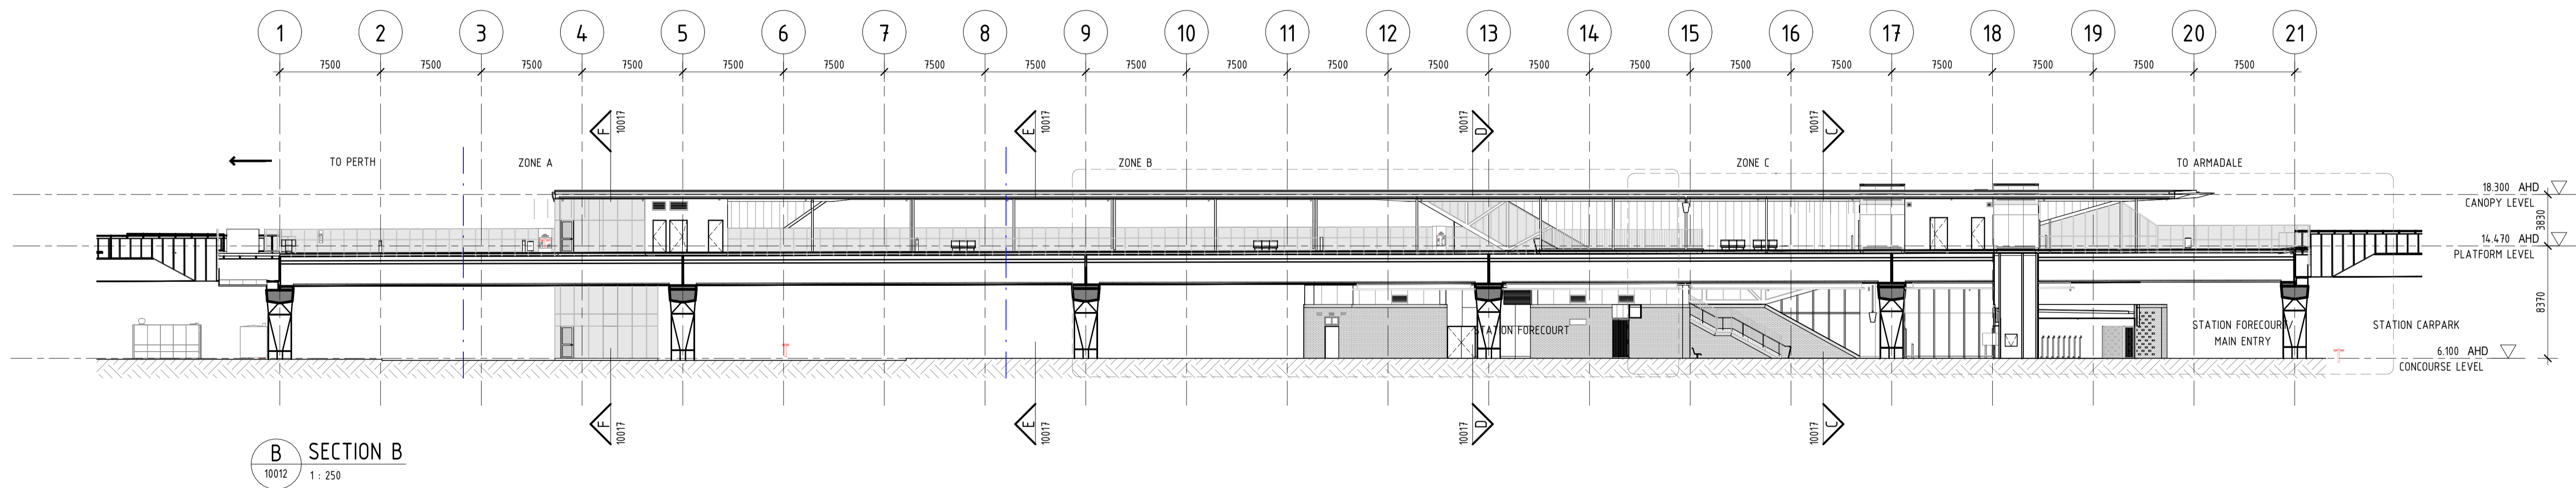 1 2 3 4 5 6 7 8 9 10 11 12 13 14 15 16 17 18 19 20 21
7500 7500 7500 7500 7500 7500 7500 7500 7500 7500 7500 7500 7500 7500 7500 7500 7500 7500 7500 7500
F 10017 E 10017 10017 D 10017 C
TO PERTH ZONE A ZONE B ZONE C TO ARMADALE
18.300 AHD
CANOPY LEVEL
3830
14.470 AHD
PLATFORM LEVEL
8370
STATION FORECOURT
STATION FORECOURT/
MAIN ENTRY
STATION CARPARK
6.100 AHD
CONCOURSE LEVEL
F 10017 E 10017 10017 D 10017 C
B
10012
SECTION B
1 : 250